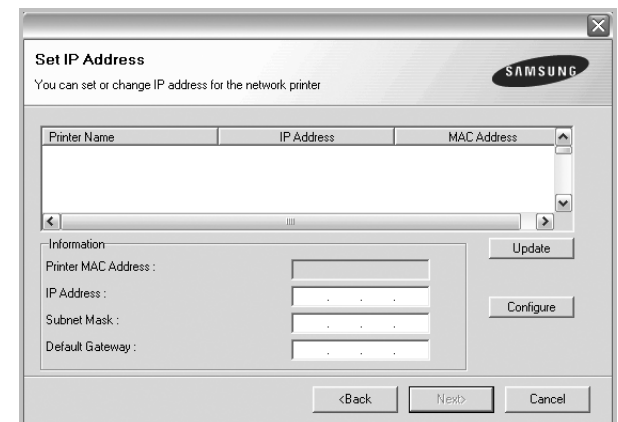 Set IP Address
You can set or change IP address for the network printer
SAMSUNG
Printer Name IP Address MAC Address
Information
Update
Printer MAC Address :
IP Address :
Configure
Subnet Mask :
Default Gateway :
<Back Next> Cancel